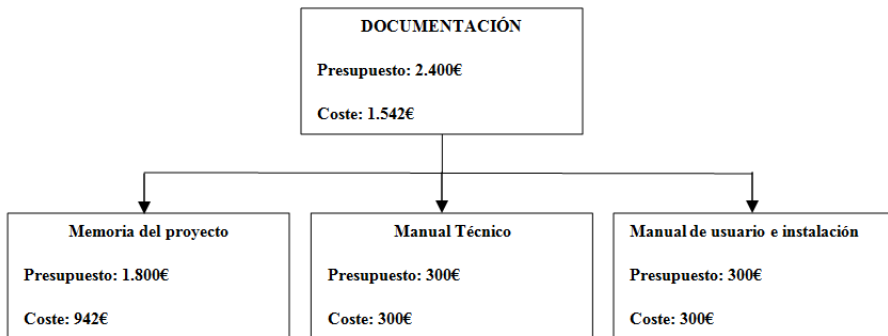 DOCUMENTACIÓN
Presupuesto: 2.400€
Coste: 1.542€
Memoria del proyecto
Presupuesto: 1.800€
Coste: 942€
Manual Técnico
Presupuesto: 300€
Coste: 300€
Manual de usuario e instalación
Presupuesto: 300€
Coste: 300€